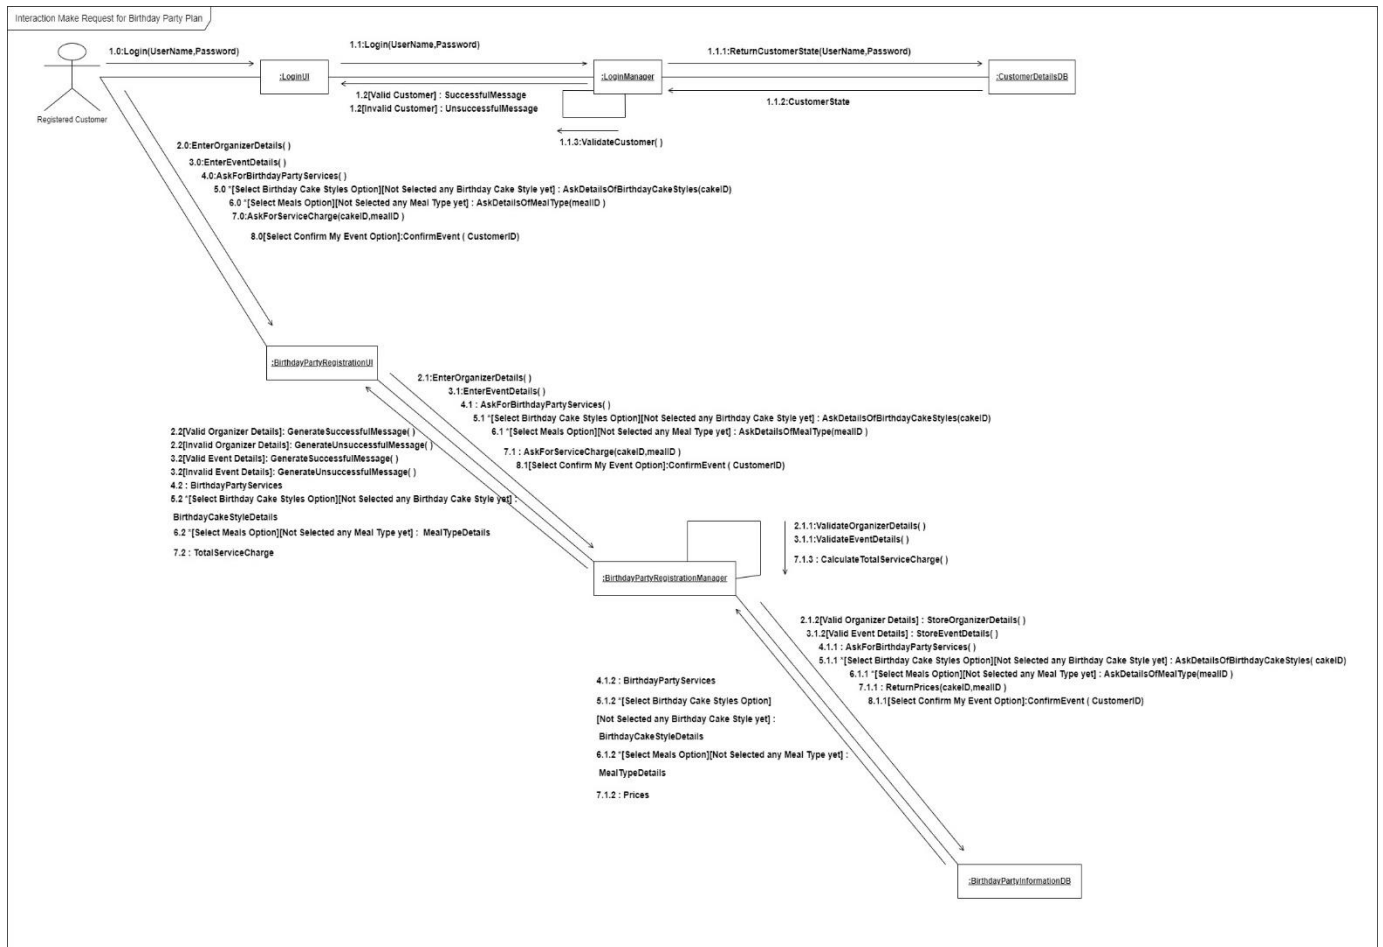 Interaction Make Request for Birthday Party Plan
1.0:Login(UserName,Password)
1.1:Login(UserName,Password)
1.1.1:ReturnCustomerState(UserName,Password)
:LoginUI
:LoginManager
:CustomerDetailsDB
1.2[Valid Customer] : SuccessfulMessage
1.2[Invalid Customer] : UnsuccessfulMessage
1.1.2:CustomerState
Registered Customer
1.1.3:ValidateCustomer( )
2.0:EnterOrganizerDetails( )
3.0:EnterEventDetails( )
4.0:AskForBirthdayPartyServices( )
5.0 *[Select Birthday Cake Styles Option][Not Selected any Birthday Cake Style yet] : AskDetailsOfBirthdayCakeStyles(cakeID)
6.0 *[Select Meals Option][Not Selected any Meal Type yet] : AskDetailsOfMealType(mealID )
7.0:AskForServiceCharge(cakeID,mealID )
8.0[Select Confirm My Event Option]:ConfirmEvent ( CustomerID)
:BirthdayPartyRegistrationUI
2.1:EnterOrganizerDetails( )
3.1:EnterEventDetails( )
4.1 : AskForBirthdayPartyServices( )
5.1 *[Select Birthday Cake Styles Option][Not Selected any Birthday Cake Style yet] : AskDetailsOfBirthdayCakeStyles(cakeID)
6.1 *[Select Meals Option][Not Selected any Meal Type yet] : AskDetailsOfMealType(mealID )
7.1 : AskForServiceCharge(cakeID,mealID )
8.1[Select Confirm My Event Option]:ConfirmEvent ( CustomerID)
2.2[Valid Organizer Details]: GenerateSuccessfulMessage( )
2.2[Invalid Organizer Details]: GenerateUnsuccessfulMessage( )
3.2[Valid Event Details]: GenerateSuccessfulMessage( )
3.2[Invalid Event Details]: GenerateUnsuccessfulMessage( )
4.2 : BirthdayPartyServices
5.2 *[Select Birthday Cake Styles Option][Not Selected any Birthday Cake Style yet] :
BirthdayCakeStyleDetails
6.2 *[Select Meals Option][Not Selected any Meal Type yet] : MealTypeDetails
7.2 : TotalServiceCharge
2.1.1:ValidateOrganizerDetails( )
3.1.1:ValidateEventDetails( )
7.1.3 : CalculateTotalServiceCharge( )
:BirthdayPartyRegistrationManager
2.1.2[Valid Organizer Details] : StoreOrganizerDetails( )
3.1.2[Valid Event Details] : StoreEventDetails( )
4.1.1 : AskForBirthdayPartyServices( )
5.1.1 *[Select Birthday Cake Styles Option][Not Selected any Birthday Cake Style yet] : AskDetailsOfBirthdayCakeStyles( cakeID)
6.1.1 *[Select Meals Option][Not Selected any Meal Type yet] : AskDetailsOfMealType(mealID )
7.1.1 : ReturnPrices(cakeID,mealID )
8.1.1[Select Confirm My Event Option]:ConfirmEvent ( CustomerID)
4.1.2 : BirthdayPartyServices
5.1.2 *[Select Birthday Cake Styles Option]
[Not Selected any Birthday Cake Style yet] :
BirthdayCakeStyleDetails
6.1.2 *[Select Meals Option][Not Selected any Meal Type yet] :
MealTypeDetails
7.1.2 : Prices
:BirthdayPartyInformationDB